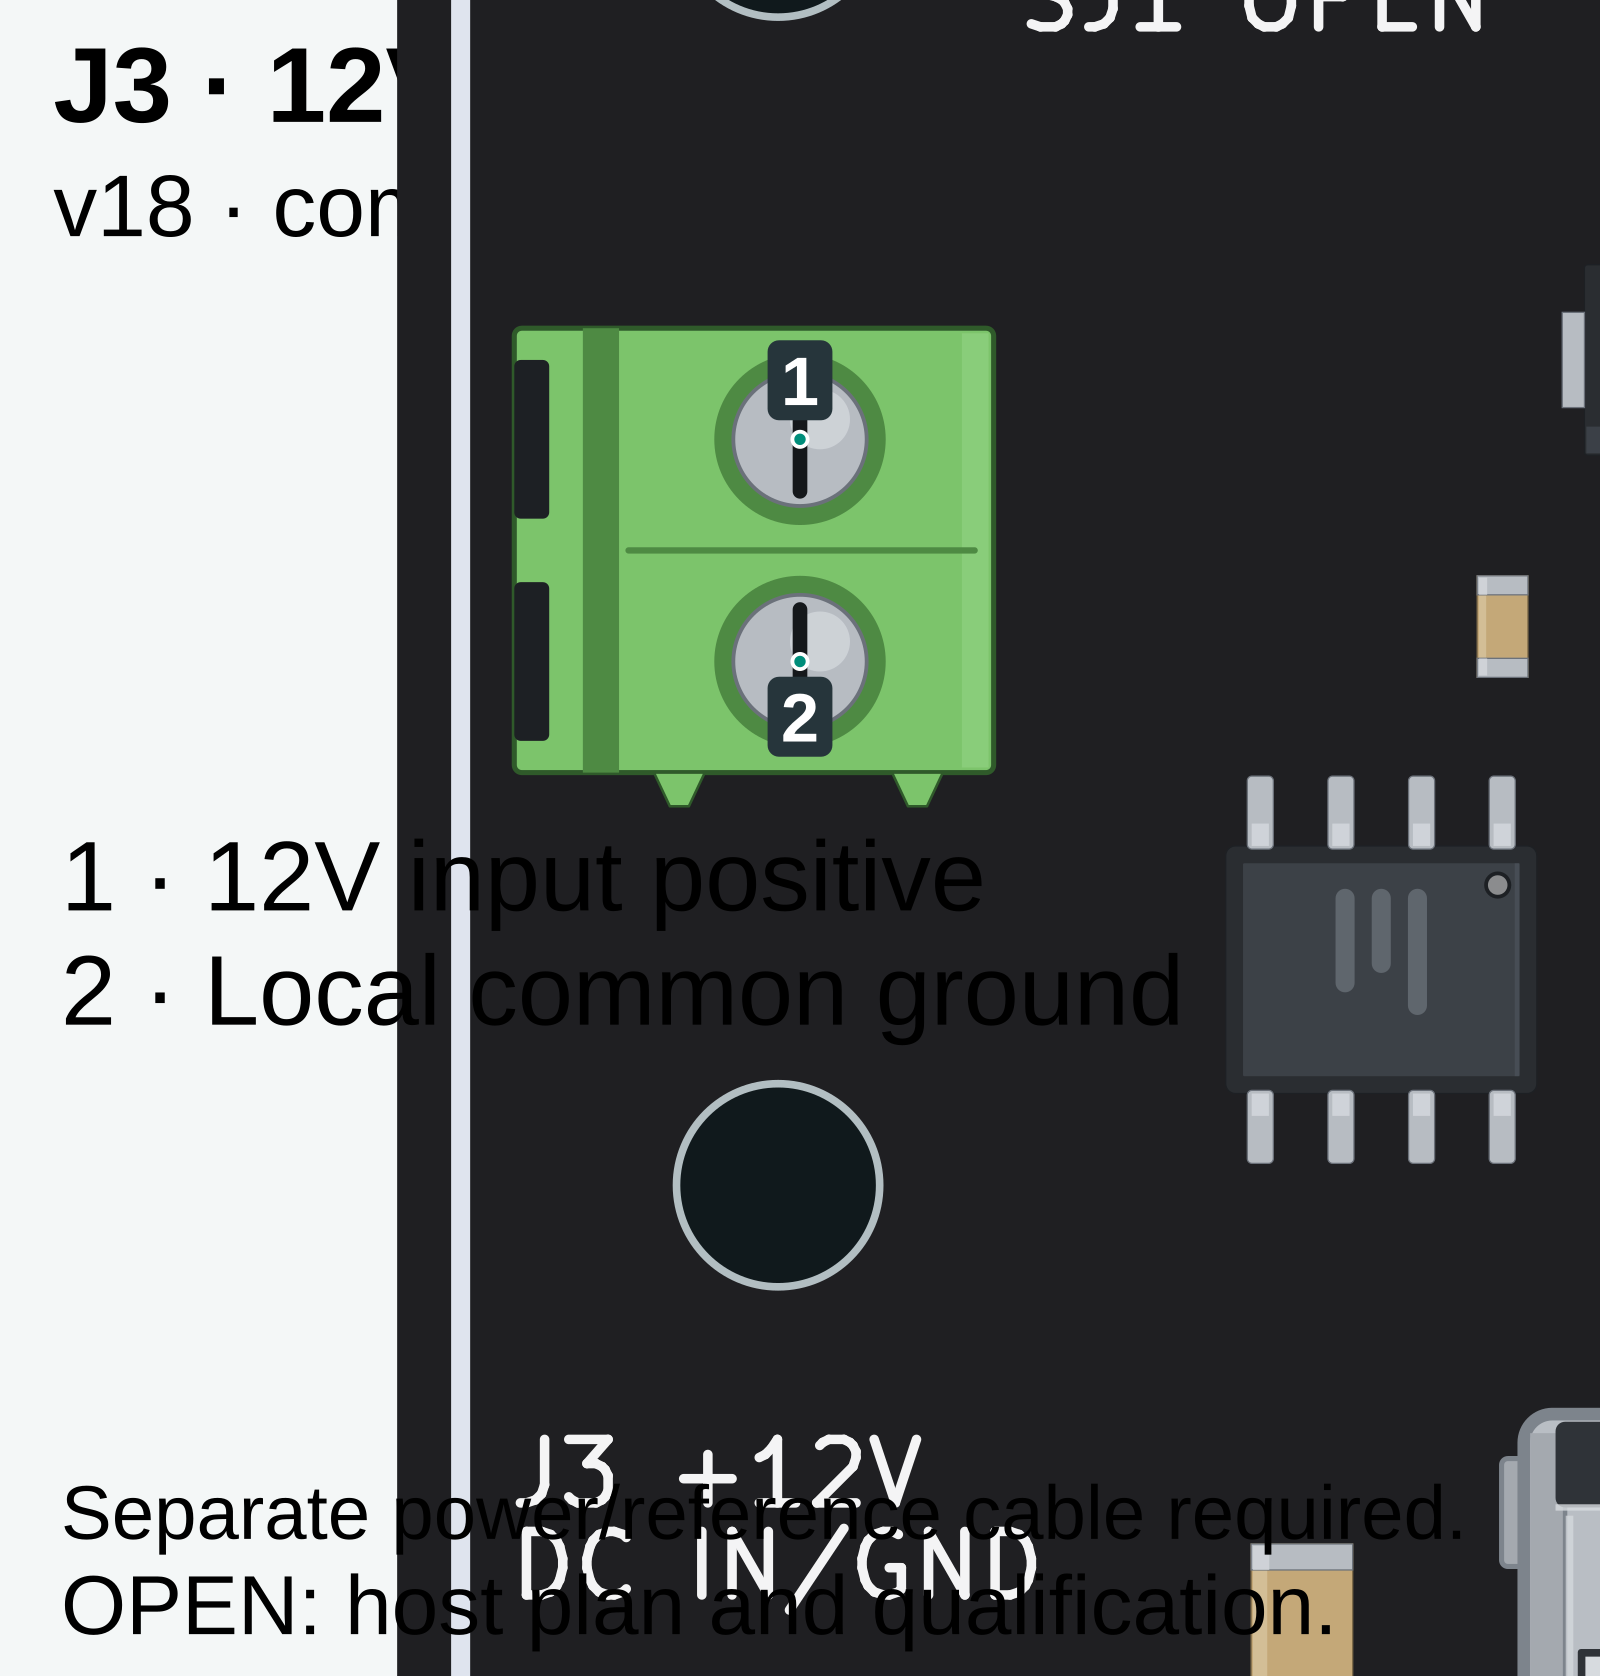 SJ1 OPEN
J3 · 12V
v18 · con
1
2
1 · 12V input positive
2 · Local common ground
J3 +12V
DC IN/GND
Separate power/reference cable required.
OPEN: host plan and qualification.